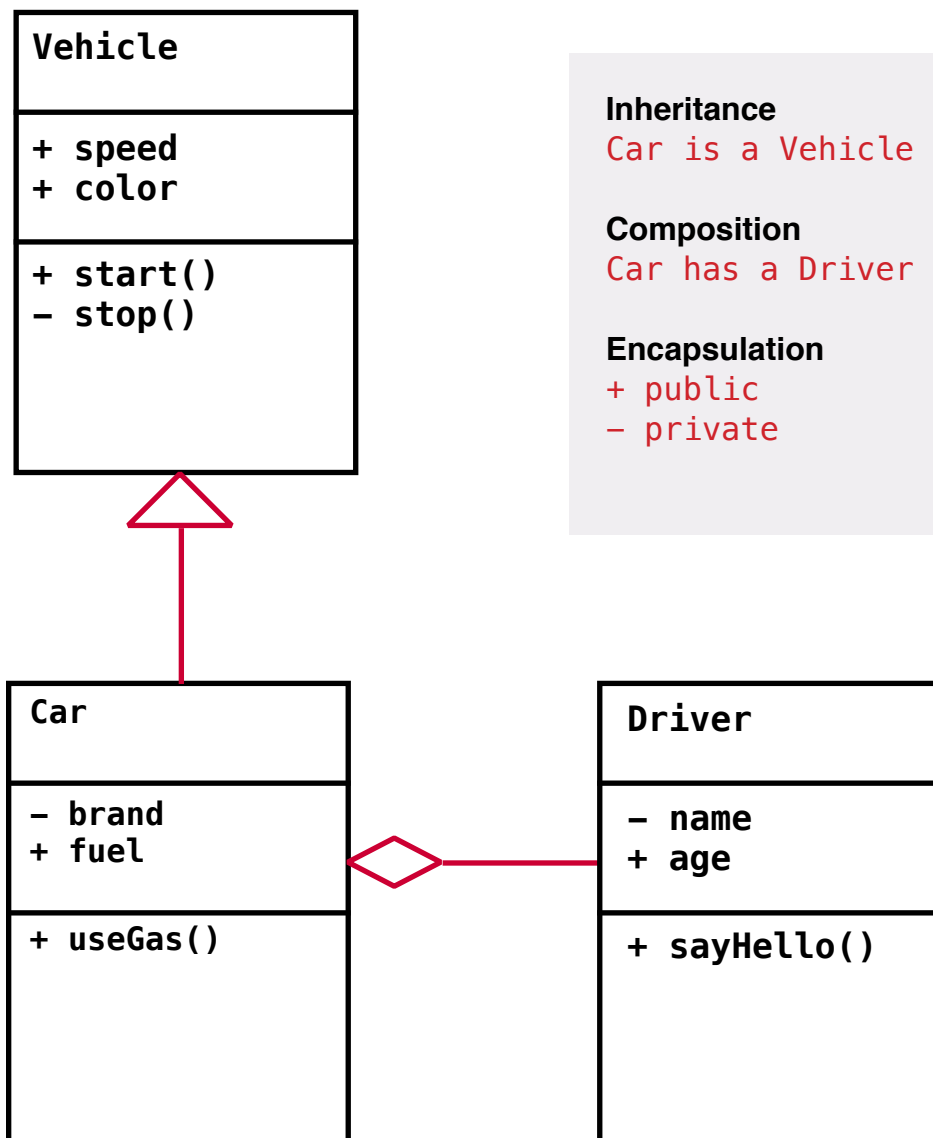 Vehicle
+ speed
+ color
+ start()
− stop()
Inheritance
Car is a Vehicle
Composition
Car has a Driver
Encapsulation
+ public
− private
Car
− brand
+ fuel
+ useGas()
Driver
− name
+ age
+ sayHello()